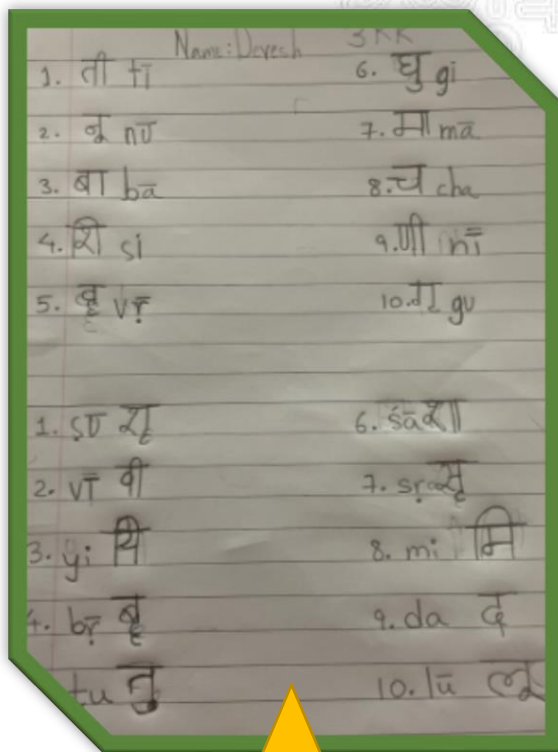 Name: Devesh 3KK
1. ती tī
2. नू nū
3. बा bā
4. शि si
5. बृ vṝ
6. घु gi
7. मा mā
8. च cha
9. णी nī
10. gu
1. sū शू
2. vī वी
3. yi यि
4. bṛ बृ
tu तु
6. śā शा
7. sṛ सृ
8. mi मि
9. da द
10. lū लू